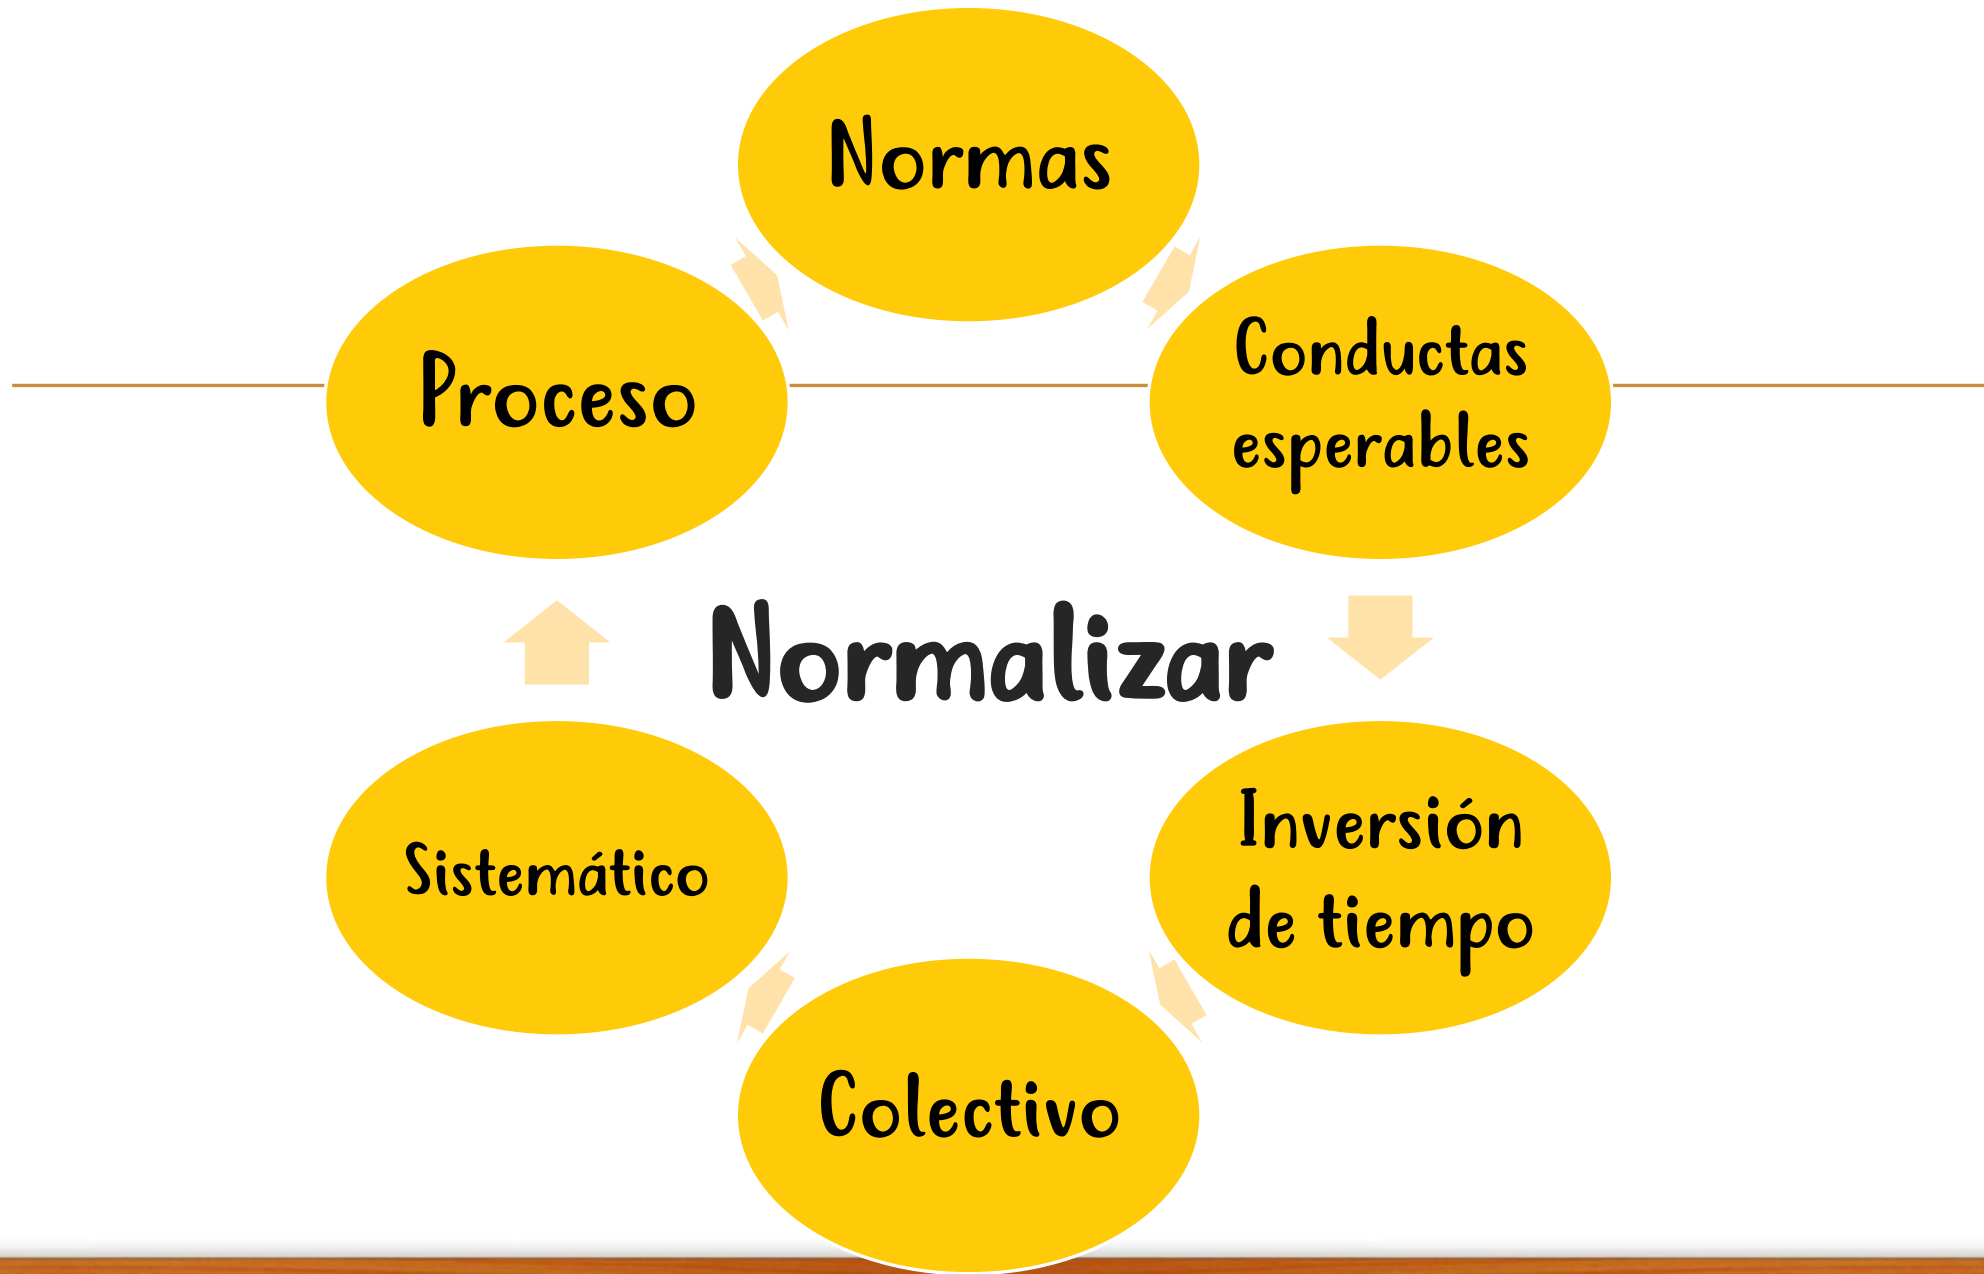 Normas
Conductas
esperables
Inversión
de tiempo
Colectivo
Sistemático
Proceso
Normalizar